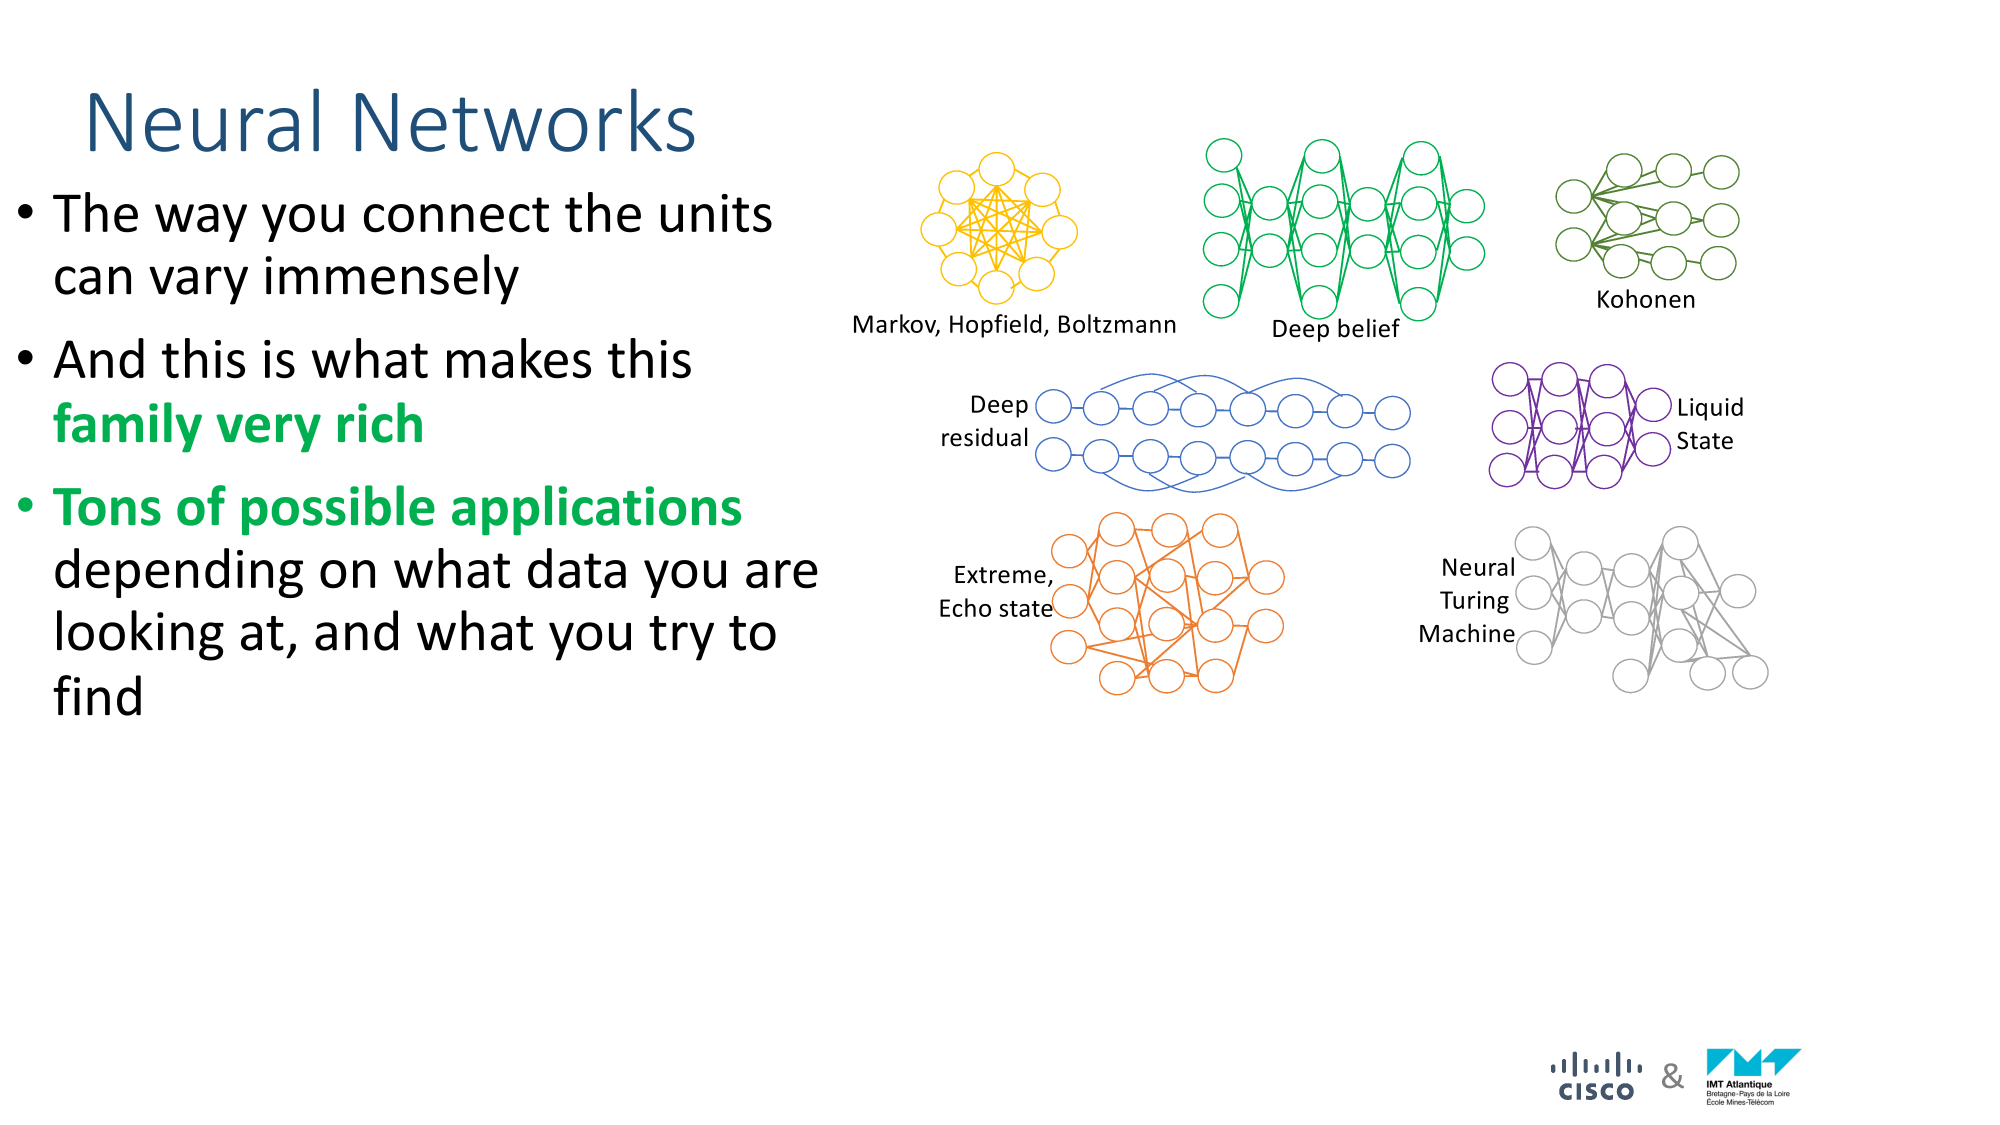 Neural Networks
• The way you connect the units
can vary immensely
• And this is what makes this
family very rich
• Tons of possible applications
depending on what data you are
looking at, and what you try to
find
Markov, Hopfield, Boltzmann
Deep belief
Kohonen
Deep
residual
Liquid
State
Extreme,
Echo state
Neural
Turing
Machine
CISCO
&
IMT Atlantique
Bretagne-Pays de la Loire
École Mines-Télécom